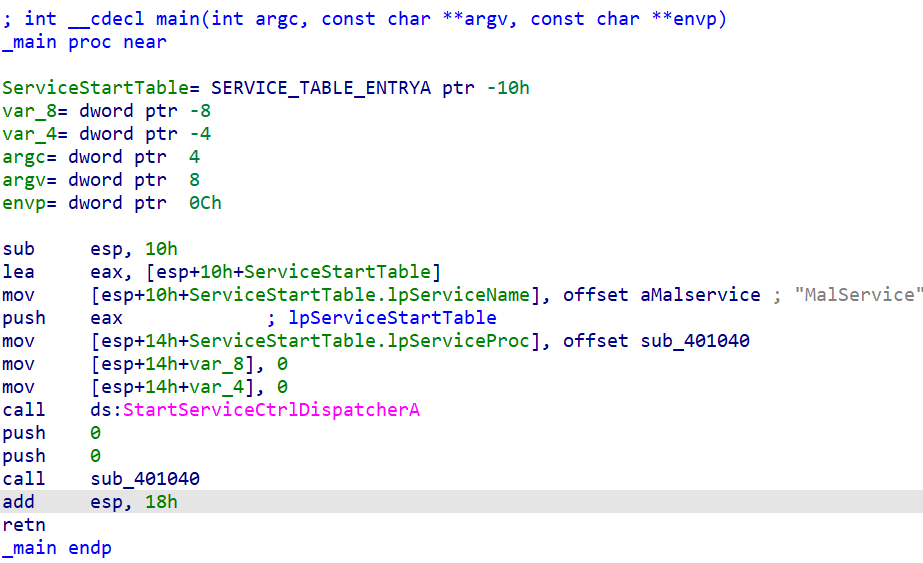 ; int __cdecl main(int argc, const char **argv, const char **envp)
_main proc near
ServiceStartTable= SERVICE_TABLE_ENTRYA ptr -10h
var_8= dword ptr -8
var_4= dword ptr -4
argc= dword ptr  4
argv= dword ptr  8
envp= dword ptr  0Ch
sub     esp, 10h
lea     eax, [esp+10h+ServiceStartTable]
mov     [esp+10h+ServiceStartTable.lpServiceName], offset aMalservice ; "MalService"
push    eax             ; lpServiceStartTable
mov     [esp+14h+ServiceStartTable.lpServiceProc], offset sub_401040
mov     [esp+14h+var_8], 0
mov     [esp+14h+var_4], 0
call    ds:StartServiceCtrlDispatcherA
push    0
push    0
call    sub_401040
add     esp, 18h
retn
_main endp